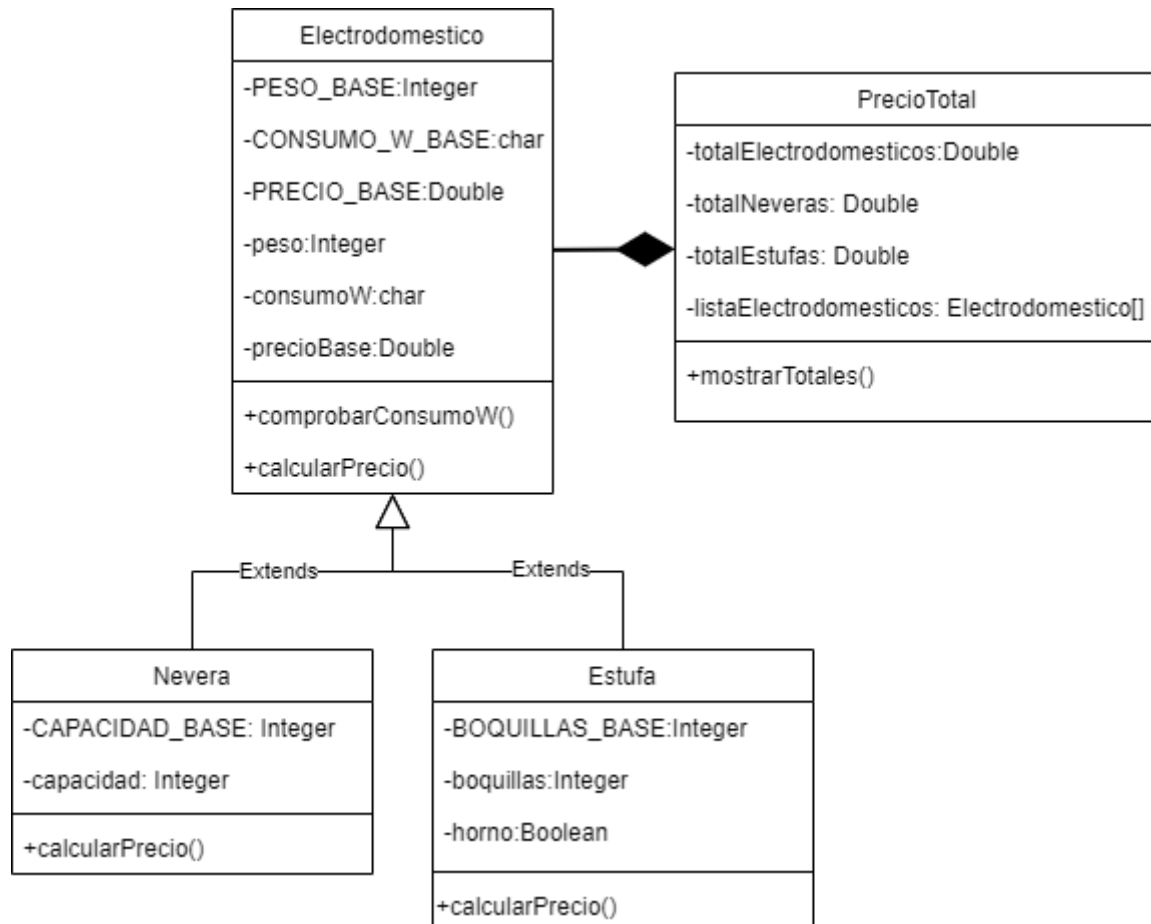 Electrodomestico
-PESO_BASE:Integer
-CONSUMO_W_BASE:char
-PRECIO_BASE:Double
-peso:Integer
-consumoW:char
-precioBase:Double
+comprobarConsumoW()
+calcularPrecio()
PrecioTotal
-totalElectrodomesticos:Double
-totalNeveras: Double
-totalEstufas: Double
-listaElectrodomesticos: Electrodomestico[]
+mostrarTotales()
Extends
Extends
Nevera
-CAPACIDAD_BASE: Integer
-capacidad: Integer
+calcularPrecio()
Estufa
-BOQUILLAS_BASE:Integer
-boquillas:Integer
-horno:Boolean
+calcularPrecio()